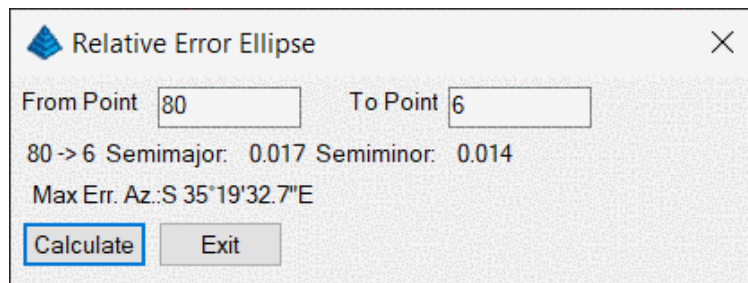 Relative Error Ellipse
From Point 80 To Point 6
80 -> 6 Semimajor: 0.017 Semiminor: 0.014
Max Err. Az.:S 35°19'32.7"E
Calculate Exit